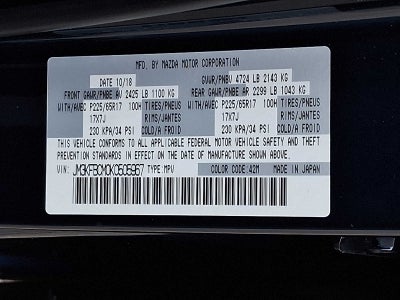 MFD. BY MAZDA MOTOR CORPORATION
DATE 10/18 GVWR/PNBV 4724 LB 2143 KG
FRONT GAWR/PNBE AV 2425 LB 1100 KG REAR GAWR/PNBE AR 2299 LB 1043 KG
WITH/AVEC P225/65R17 100H TIRES/PNEUS WITH/AVEC P225/65R17 100H TIRES/PNEUS
17X7J RIMS/JANTES 17X7J RIMS/JANTES
230 KPA/34 PSI COLD/A FROID 230 KPA/34 PSI COLD/A FROID
THIS VEHICLE CONFORMS TO ALL APPLICABLE FEDERAL MOTOR VEHICLE SAFETY AND THEFT
PREVENTION STANDARDS IN EFFECT ON THE DATE OF MANUFACTURE SHOWN ABOVE.
VIN: JM3KFBCM0K0505967 TYPE: MPV COLOR CODE 42M MADE IN JAPAN